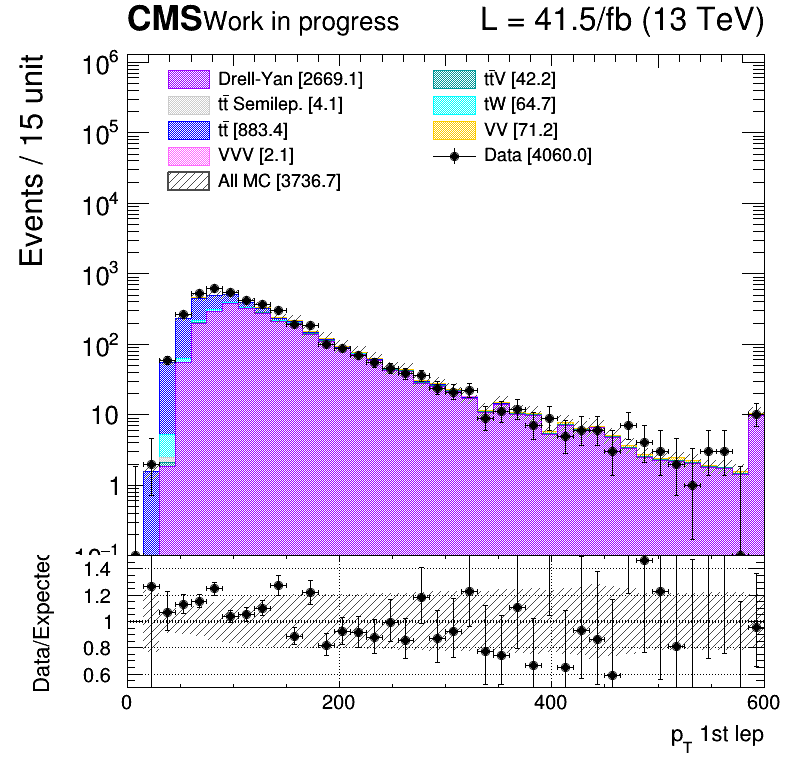 CMS Work in progress L = 41.5/fb (13 TeV)
Events / 15 unit
10^6
10^5
10^4
10^3
10^2
10
1
10^-1
Drell-Yan [2669.1]
tt̄ Semilep. [4.1]
tt̄ [883.4]
VVV [2.1]
All MC [3736.7]
tt̄V [42.2]
tW [64.7]
VV [71.2]
Data [4060.0]
Data/Expected
1.4
1.2
1
0.8
0.6
0 200 400 600
p_T 1st lep